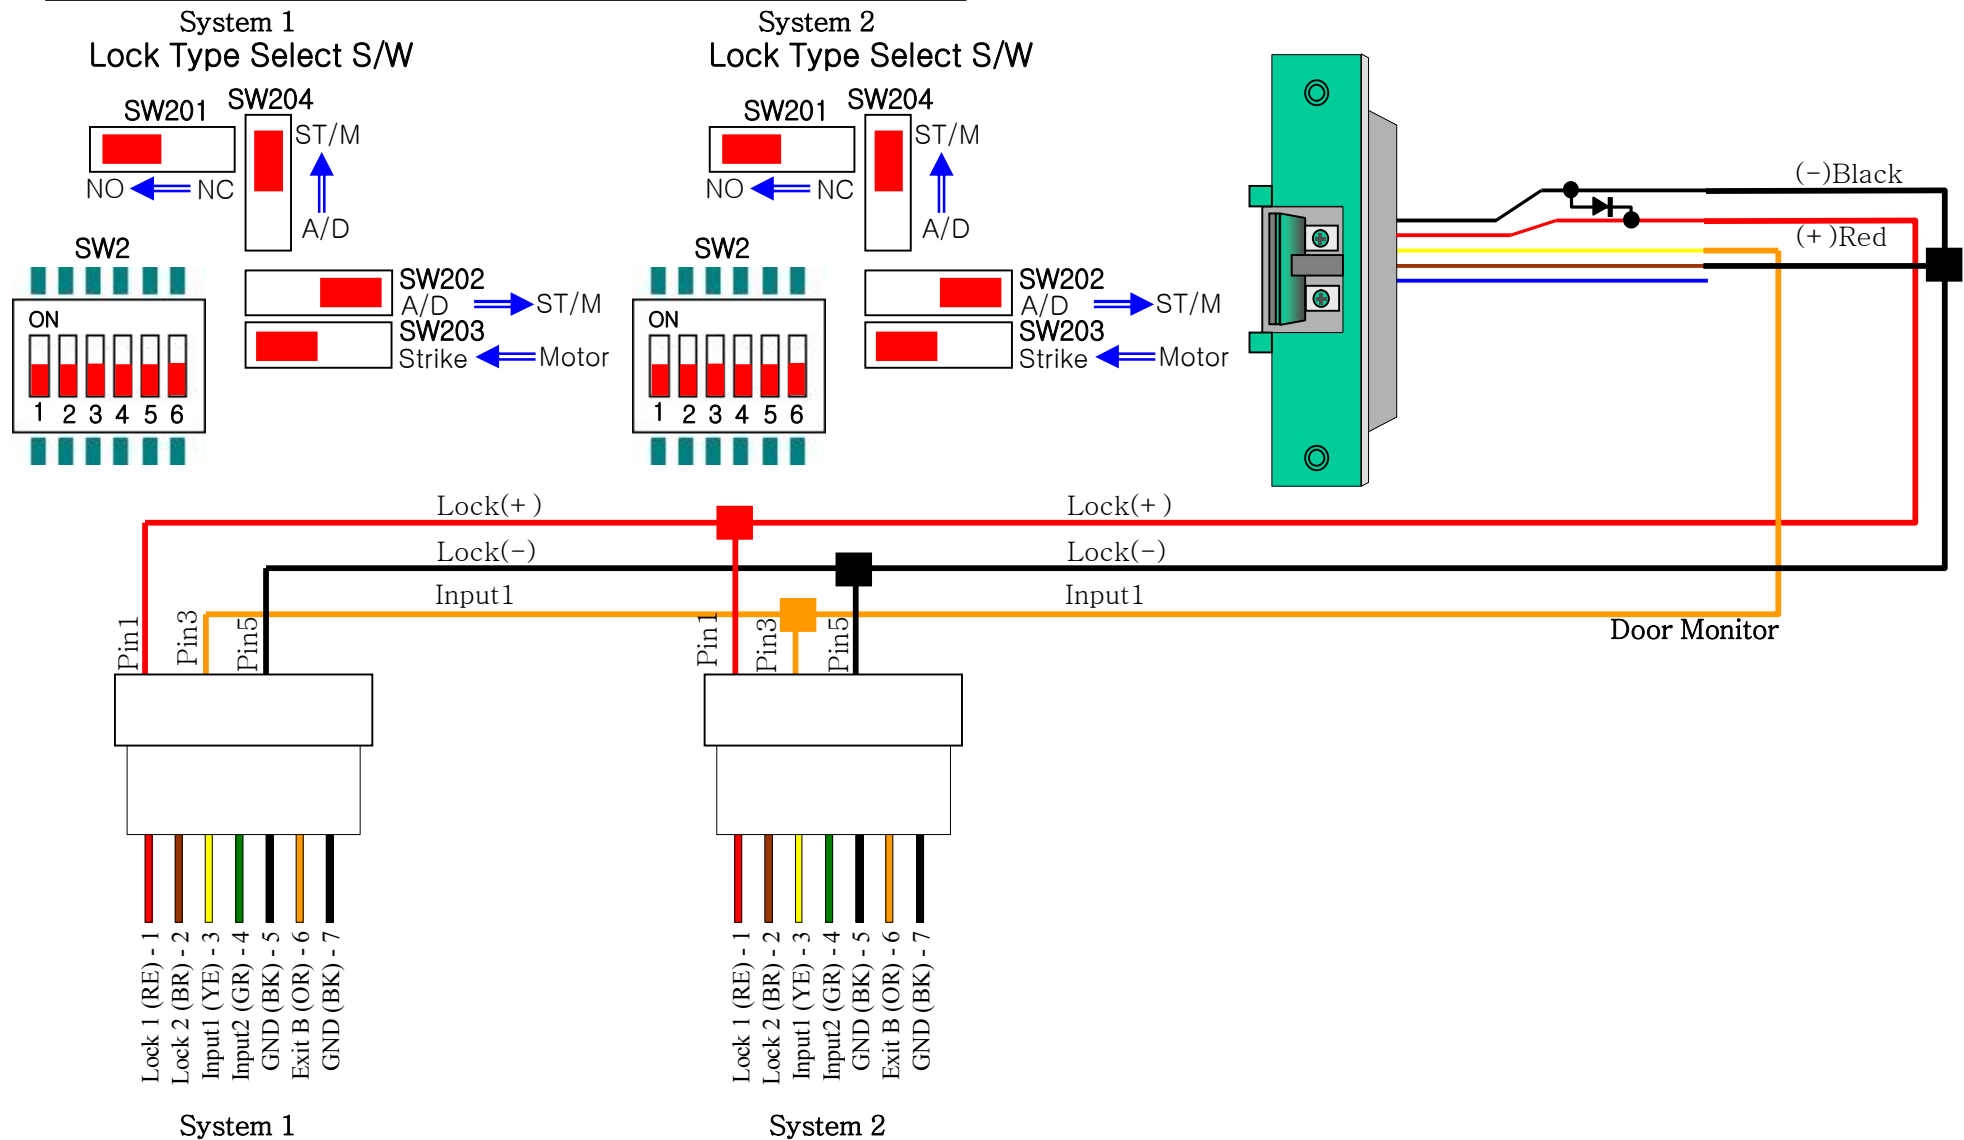 System 1
Lock Type Select S/W
SW201
SW204
ST/M
NO
NC
A/D
SW2
ON
1 2 3 4 5 6
SW202
A/D
ST/M
SW203
Strike
Motor
System 2
Lock Type Select S/W
SW201
SW204
ST/M
NO
NC
A/D
SW2
ON
1 2 3 4 5 6
SW202
A/D
ST/M
SW203
Strike
Motor
(-)Black
(+)Red
Lock(+)
Lock(+)
Lock(-)
Lock(-)
Input1
Input1
Door Monitor
Pin1
Pin3
Pin5
Pin1
Pin3
Pin5
Lock 1 (RE) - 1
Lock 2 (BR) - 2
Input1 (YE) - 3
Input2 (GR) - 4
GND (BK) - 5
Exit B (OR) - 6
GND (BK) - 7
Lock 1 (RE) - 1
Lock 2 (BR) - 2
Input1 (YE) - 3
Input2 (GR) - 4
GND (BK) - 5
Exit B (OR) - 6
GND (BK) - 7
System 1
System 2